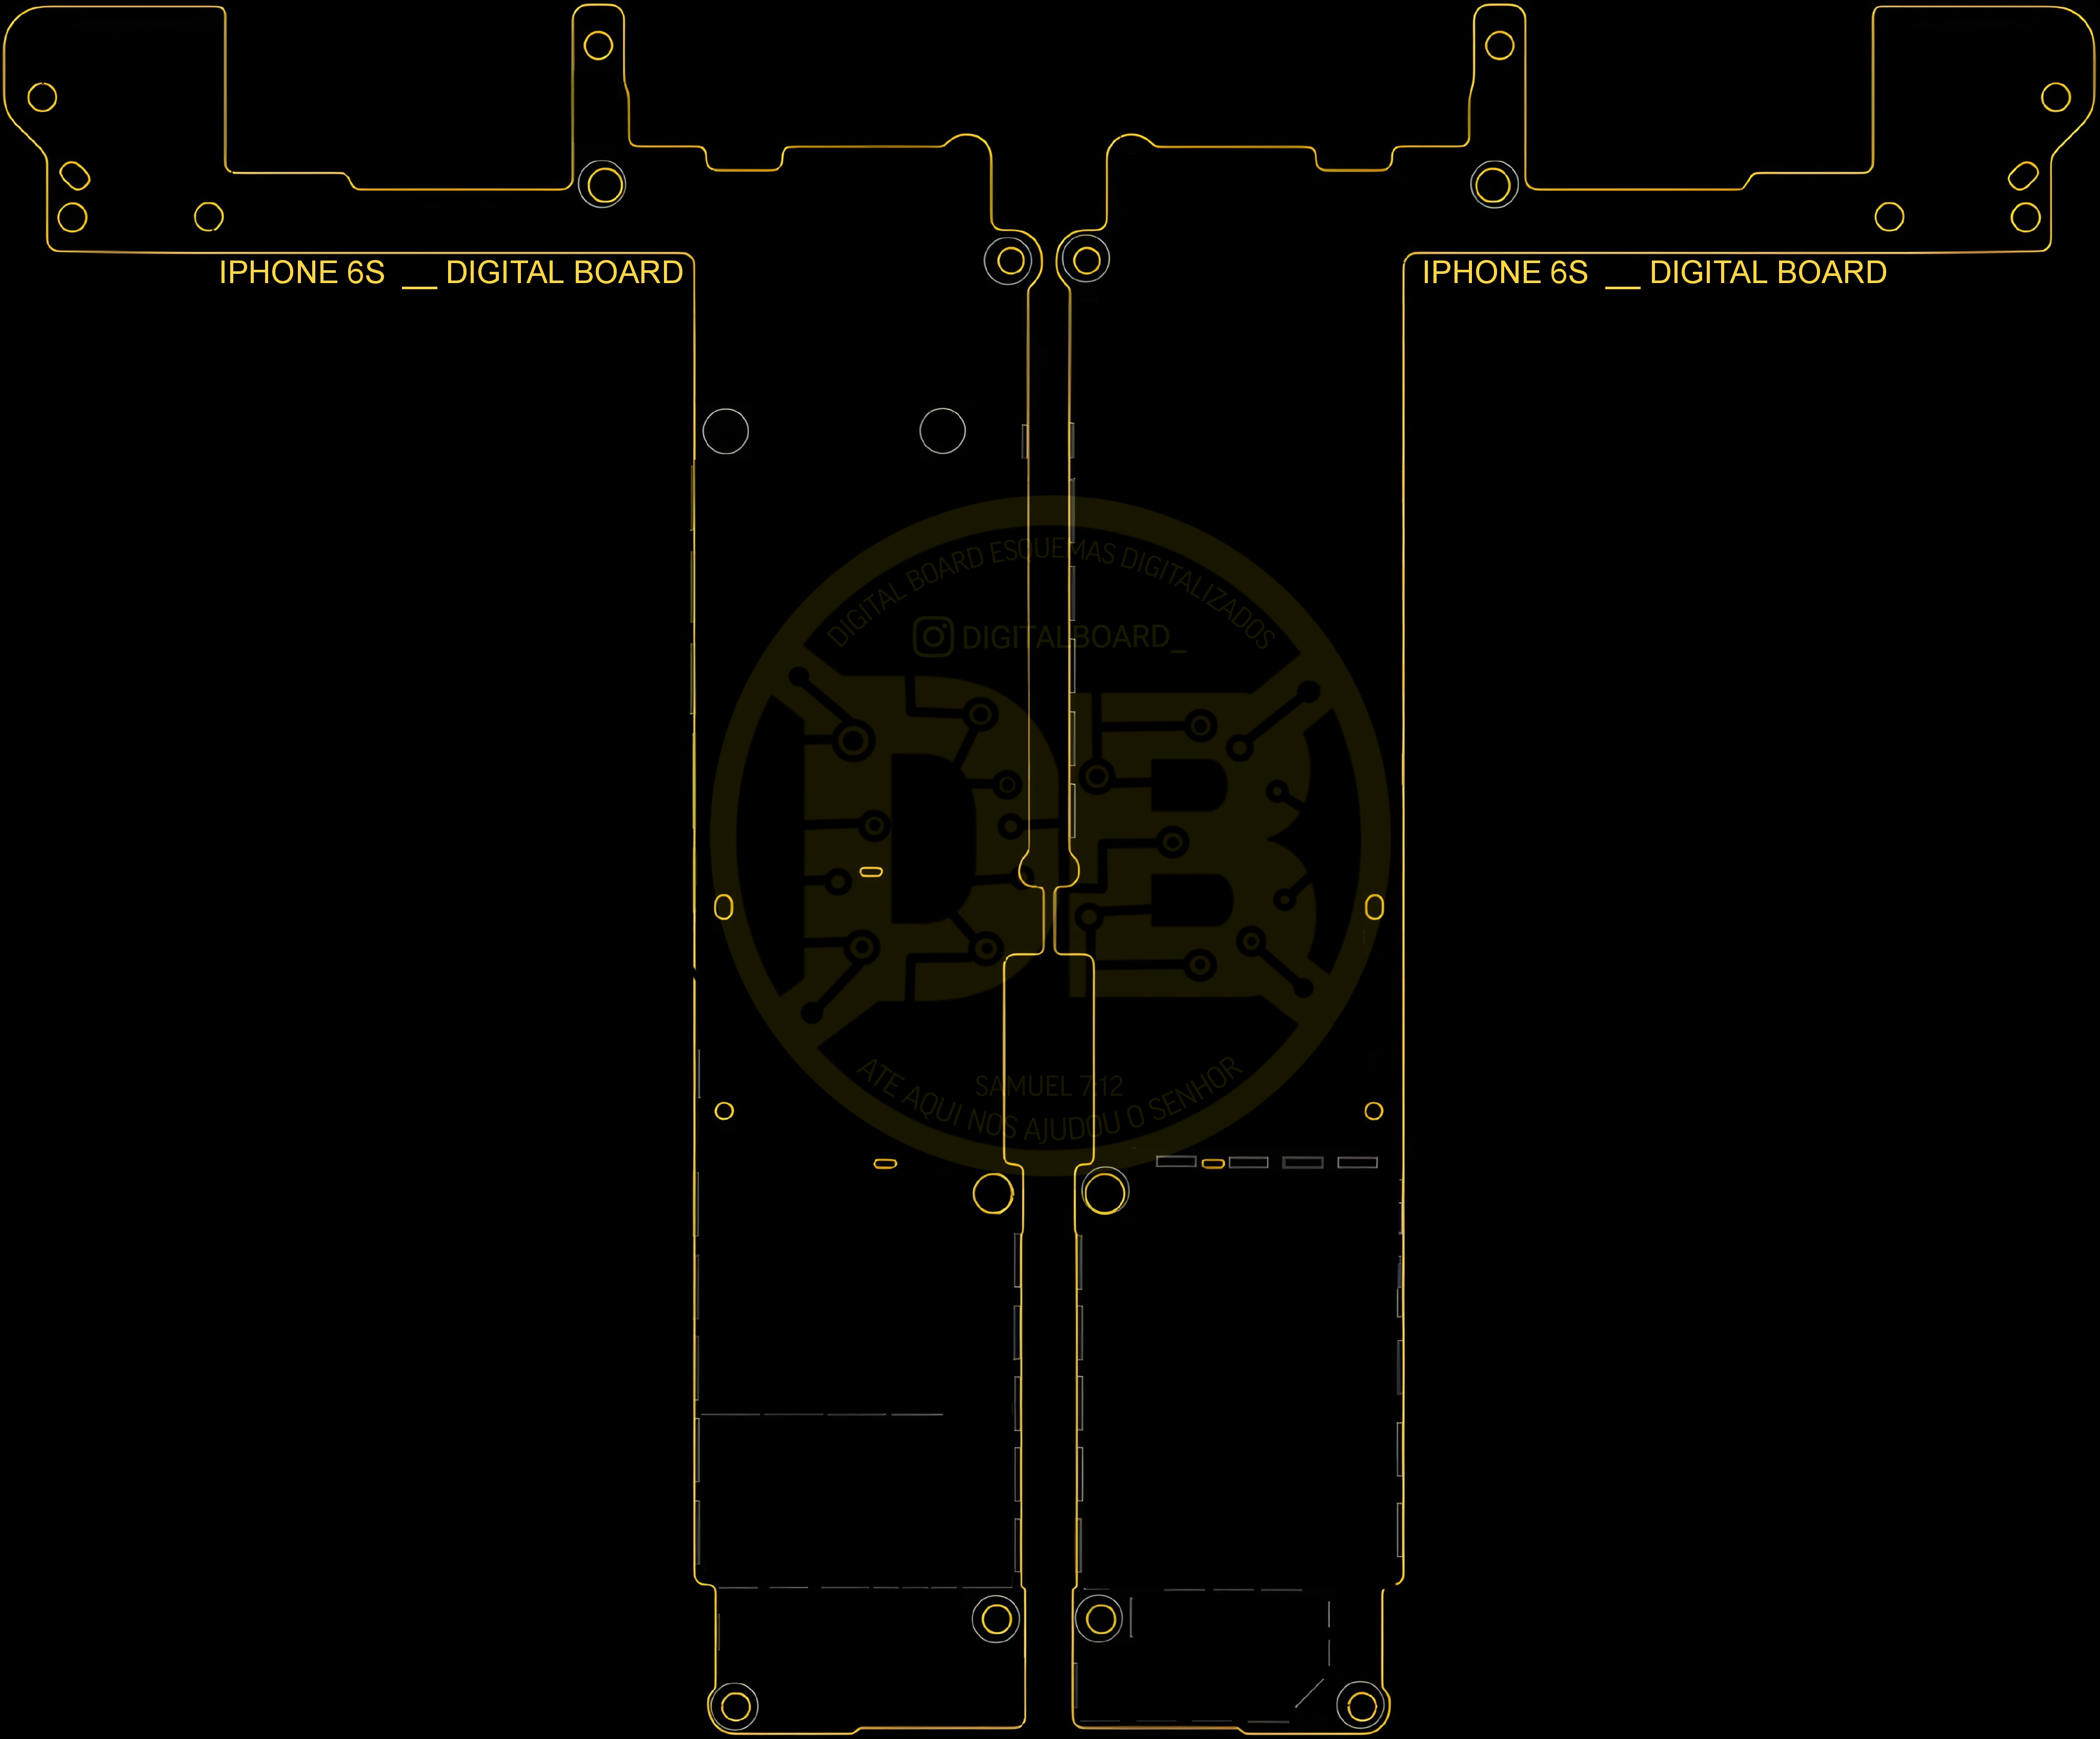 IPHONE 6S __ DIGITAL BOARD
IPHONE 6S __ DIGITAL BOARD
DIGITAL BOARD ESQUEMAS DIGITALIZADOS
DIGITALBOARD_
DB
SAMUEL 7:12
ATE AQUI NOS AJUDOU O SENHOR